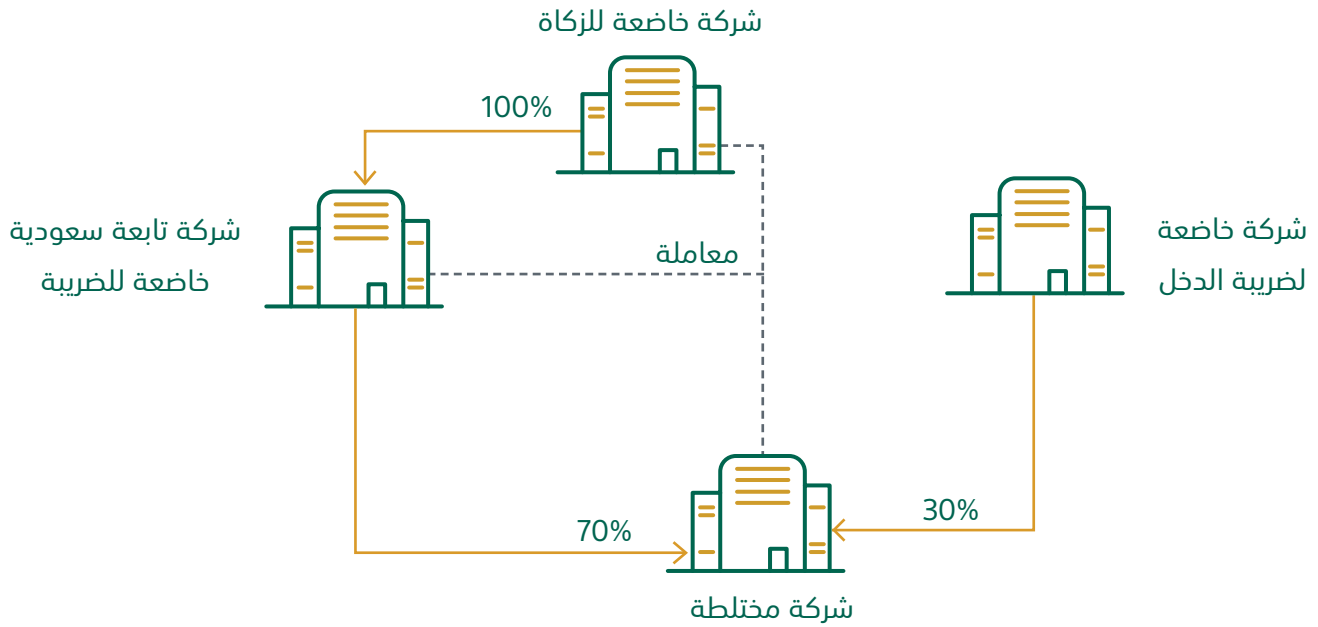 شركة خاضعة للزكاة
100%
شركة تابعة سعودية
خاضعة للضريبة
معاملة
شركة خاضعة
لضريبة الدخل
70%
30%
شركة مختلطة